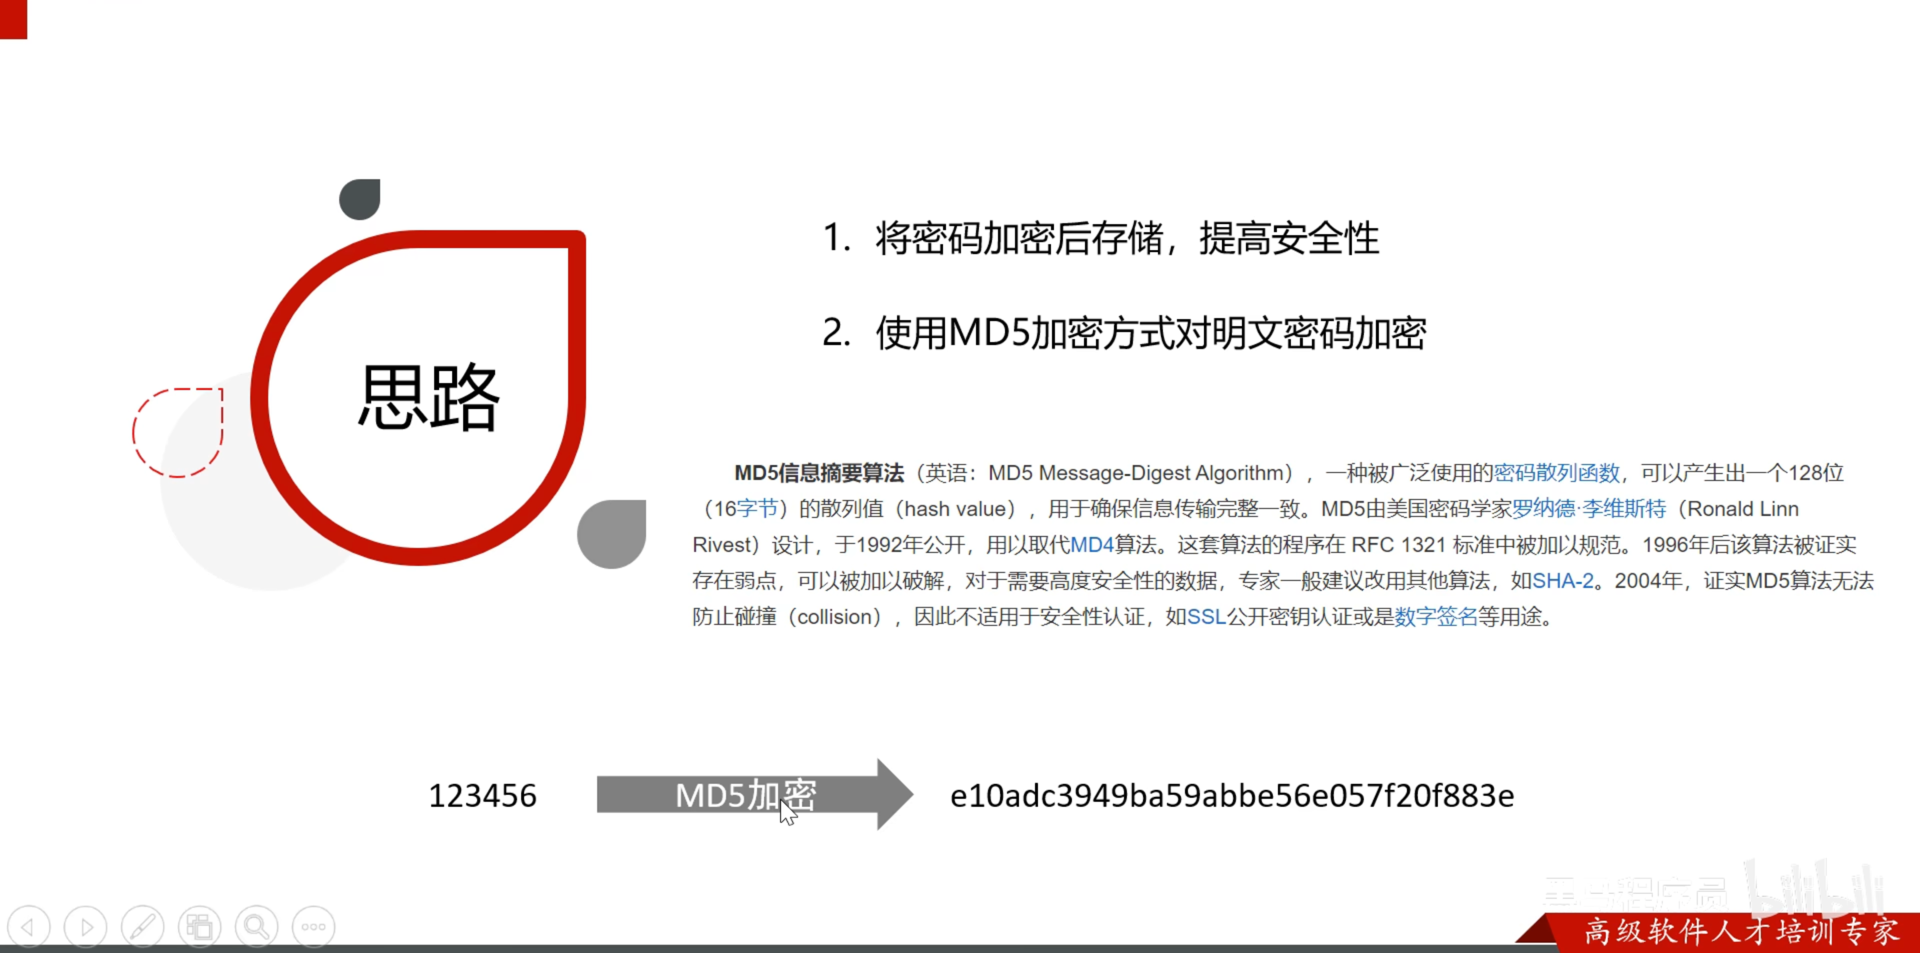 1. 将密码加密后存储，提高安全性
2. 使用MD5加密方式对明文密码加密
思路
MD5信息摘要算法（英语：MD5 Message-Digest Algorithm），一种被广泛使用的密码散列函数，可以产生出一个128位
（16字节）的散列值（hash value），用于确保信息传输完整一致。MD5由美国密码学家罗纳德·李维斯特（Ronald Linn
Rivest）设计，于1992年公开，用以取代MD4算法。这套算法的程序在 RFC 1321 标准中被加以规范。1996年后该算法被证实
存在弱点，可以被加以破解，对于需要高度安全性的数据，专家一般建议改用其他算法，如SHA-2。2004年，证实MD5算法无法
防止碰撞（collision），因此不适用于安全性认证，如SSL公开密钥认证或是数字签名等用途。
123456 MD5加密 e10adc3949ba59abbe56e057f20f883e
黑马程序员 bilibili
高级软件人才培训专家